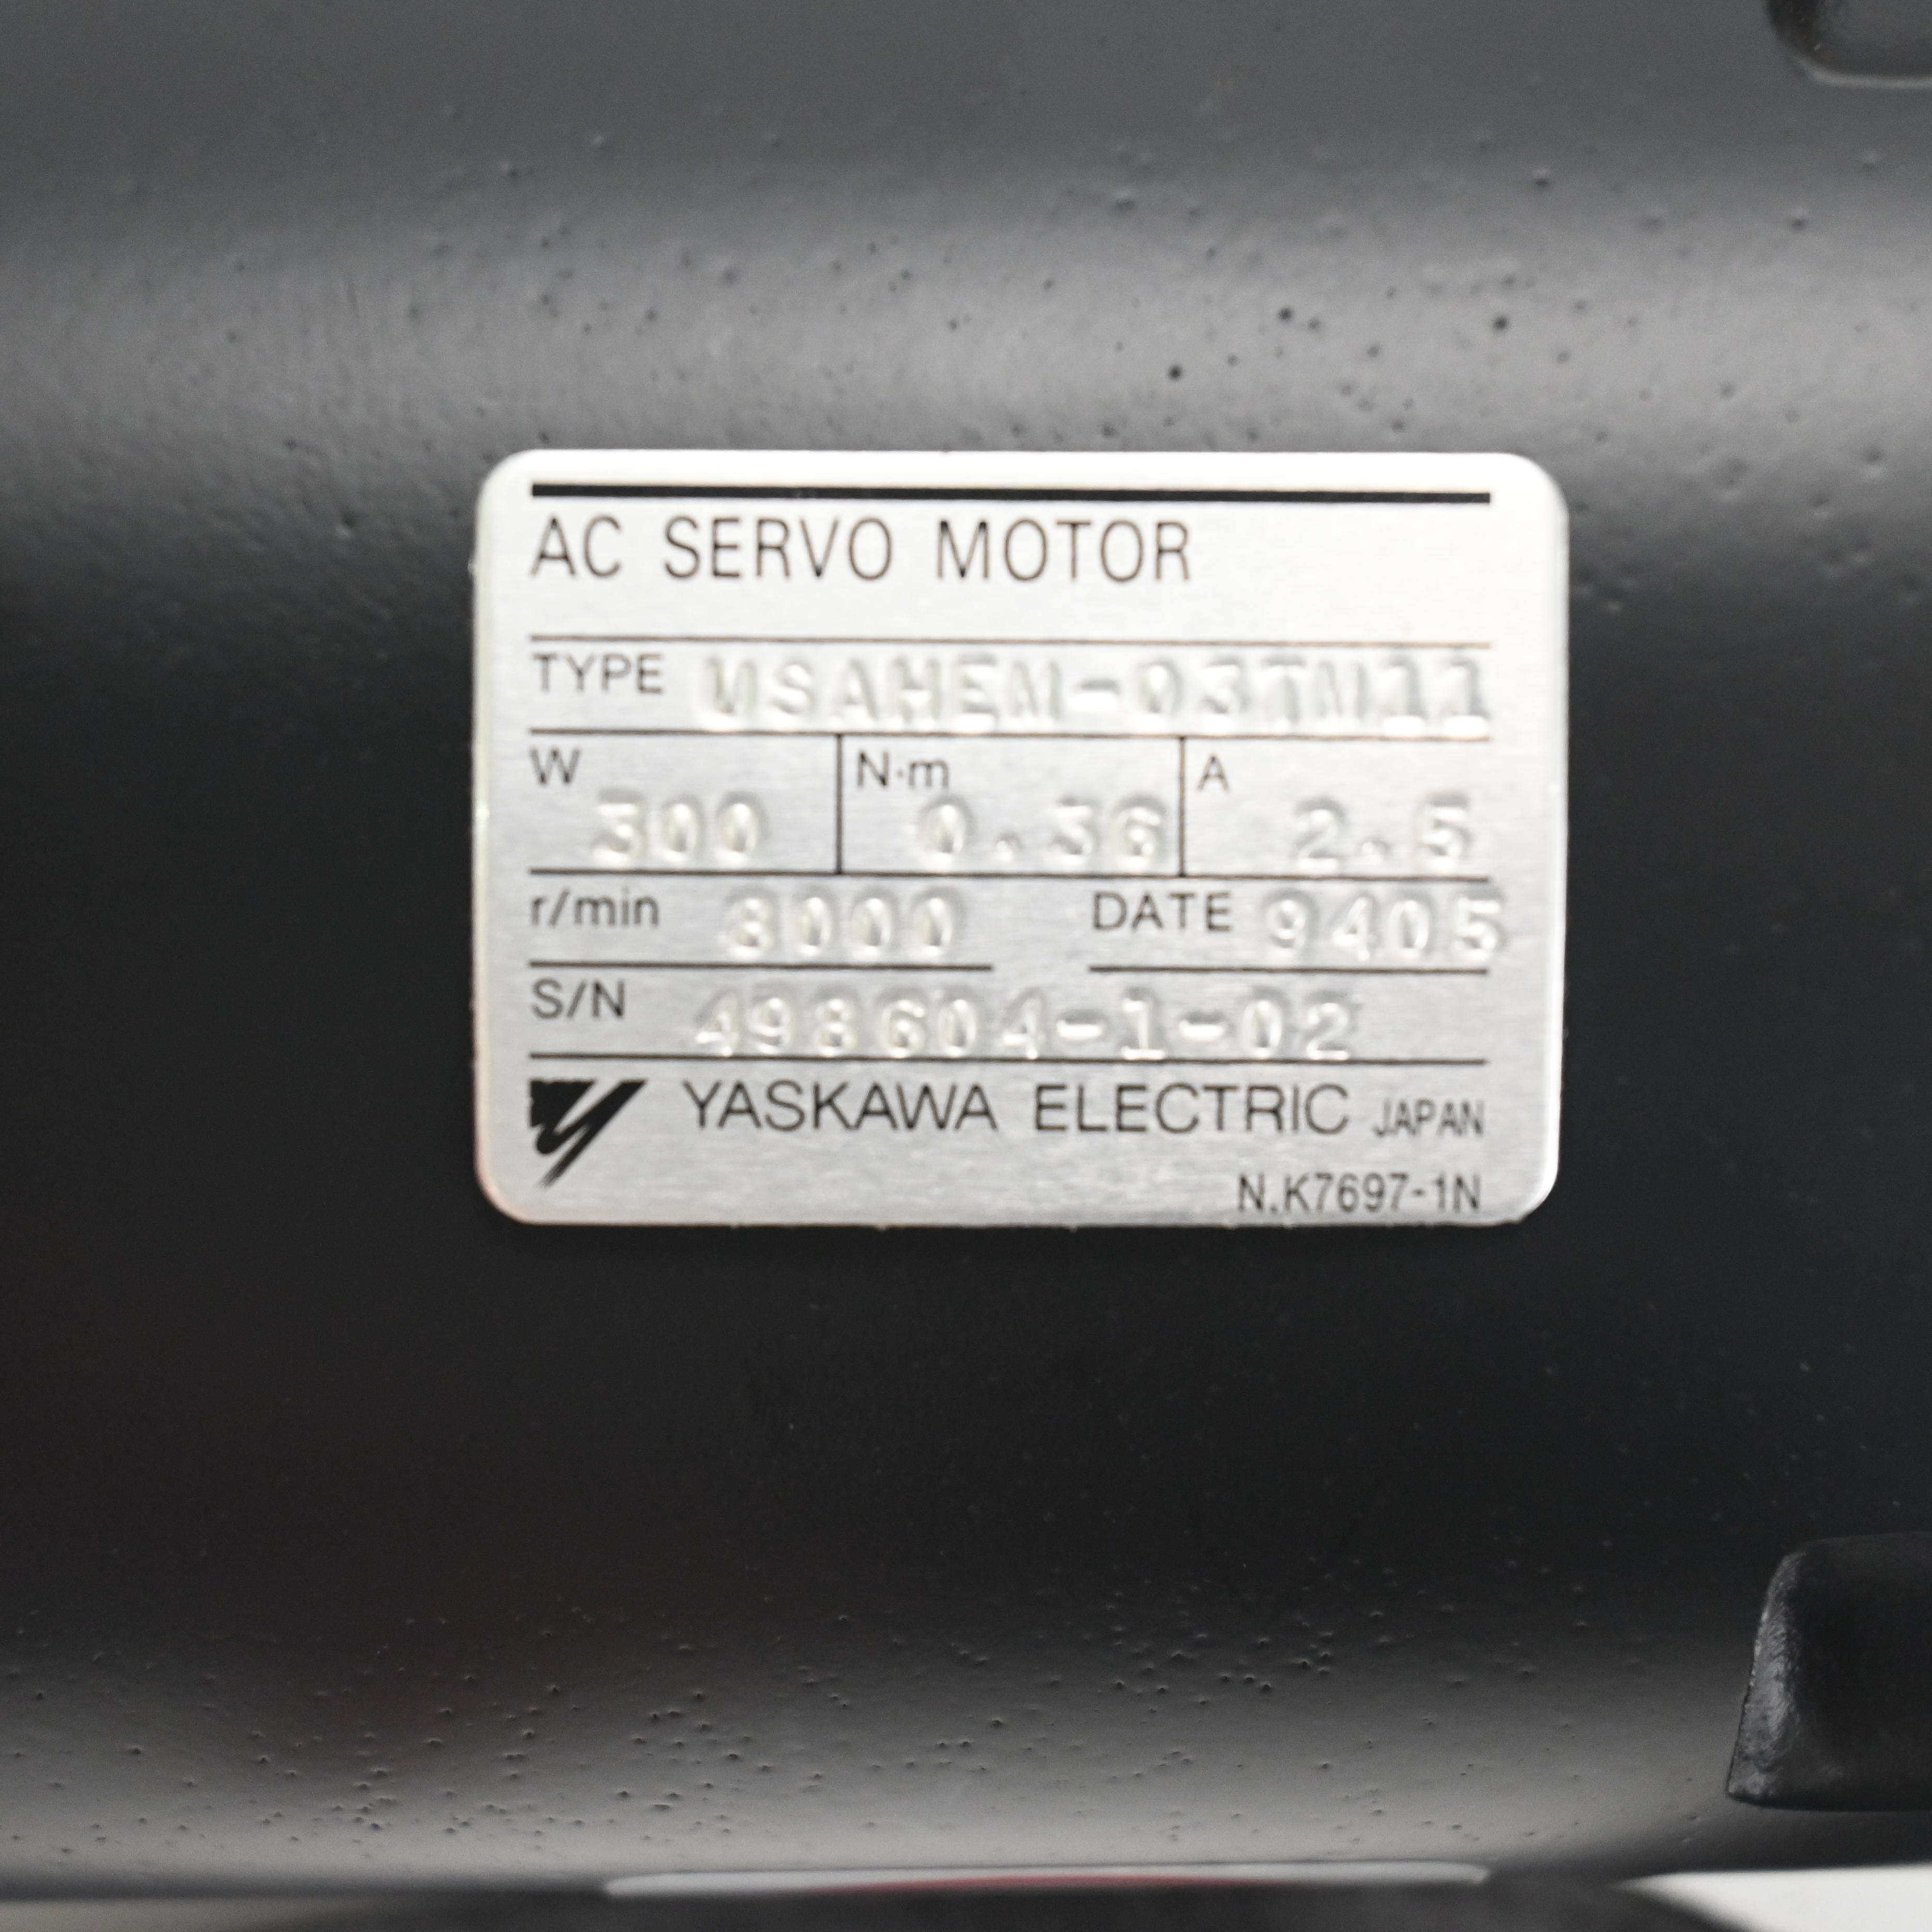 AC SERVO MOTOR
TYPE USAHEM-03TM11
W 300 N·m 0.36 A 2.5
r/min 8000 DATE 9405
S/N 498604-1-02
YASKAWA ELECTRIC JAPAN
N.K7697-1N